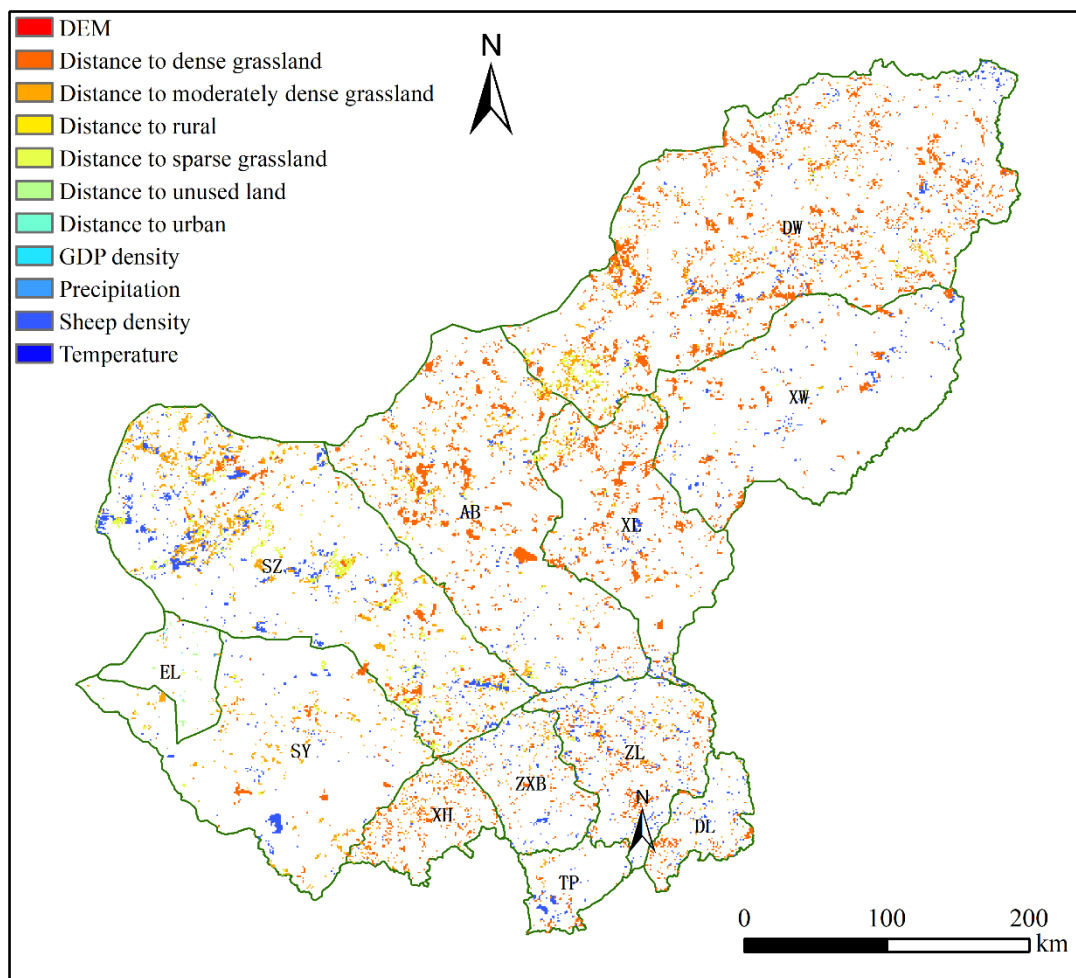 DEM
Distance to dense grassland
Distance to moderately dense grassland
Distance to rural
Distance to sparse grassland
Distance to unused land
Distance to urban
GDP density
Precipitation
Sheep density
Temperature
N
DW
XW
AB
XL
SZ
EL
SY
ZL
ZXB
XH
N
DL
TP
0 100 200
km